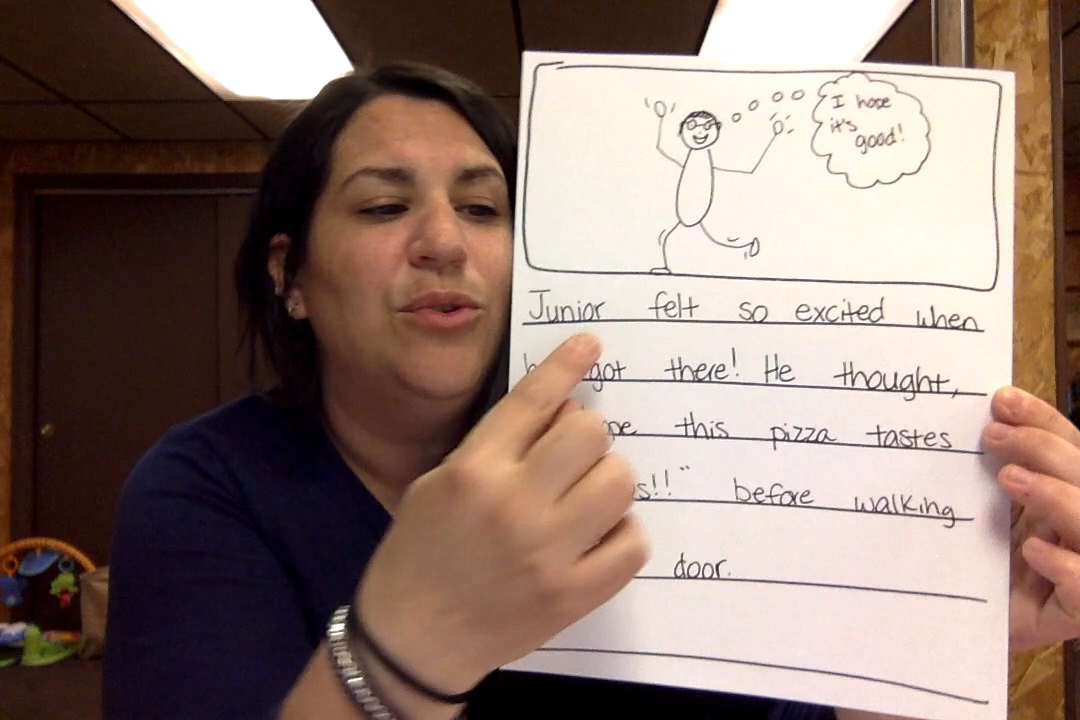 I hope
it's
good!
Junior felt so excited when
got there! He thought,
this pizza tastes
before walking
door.